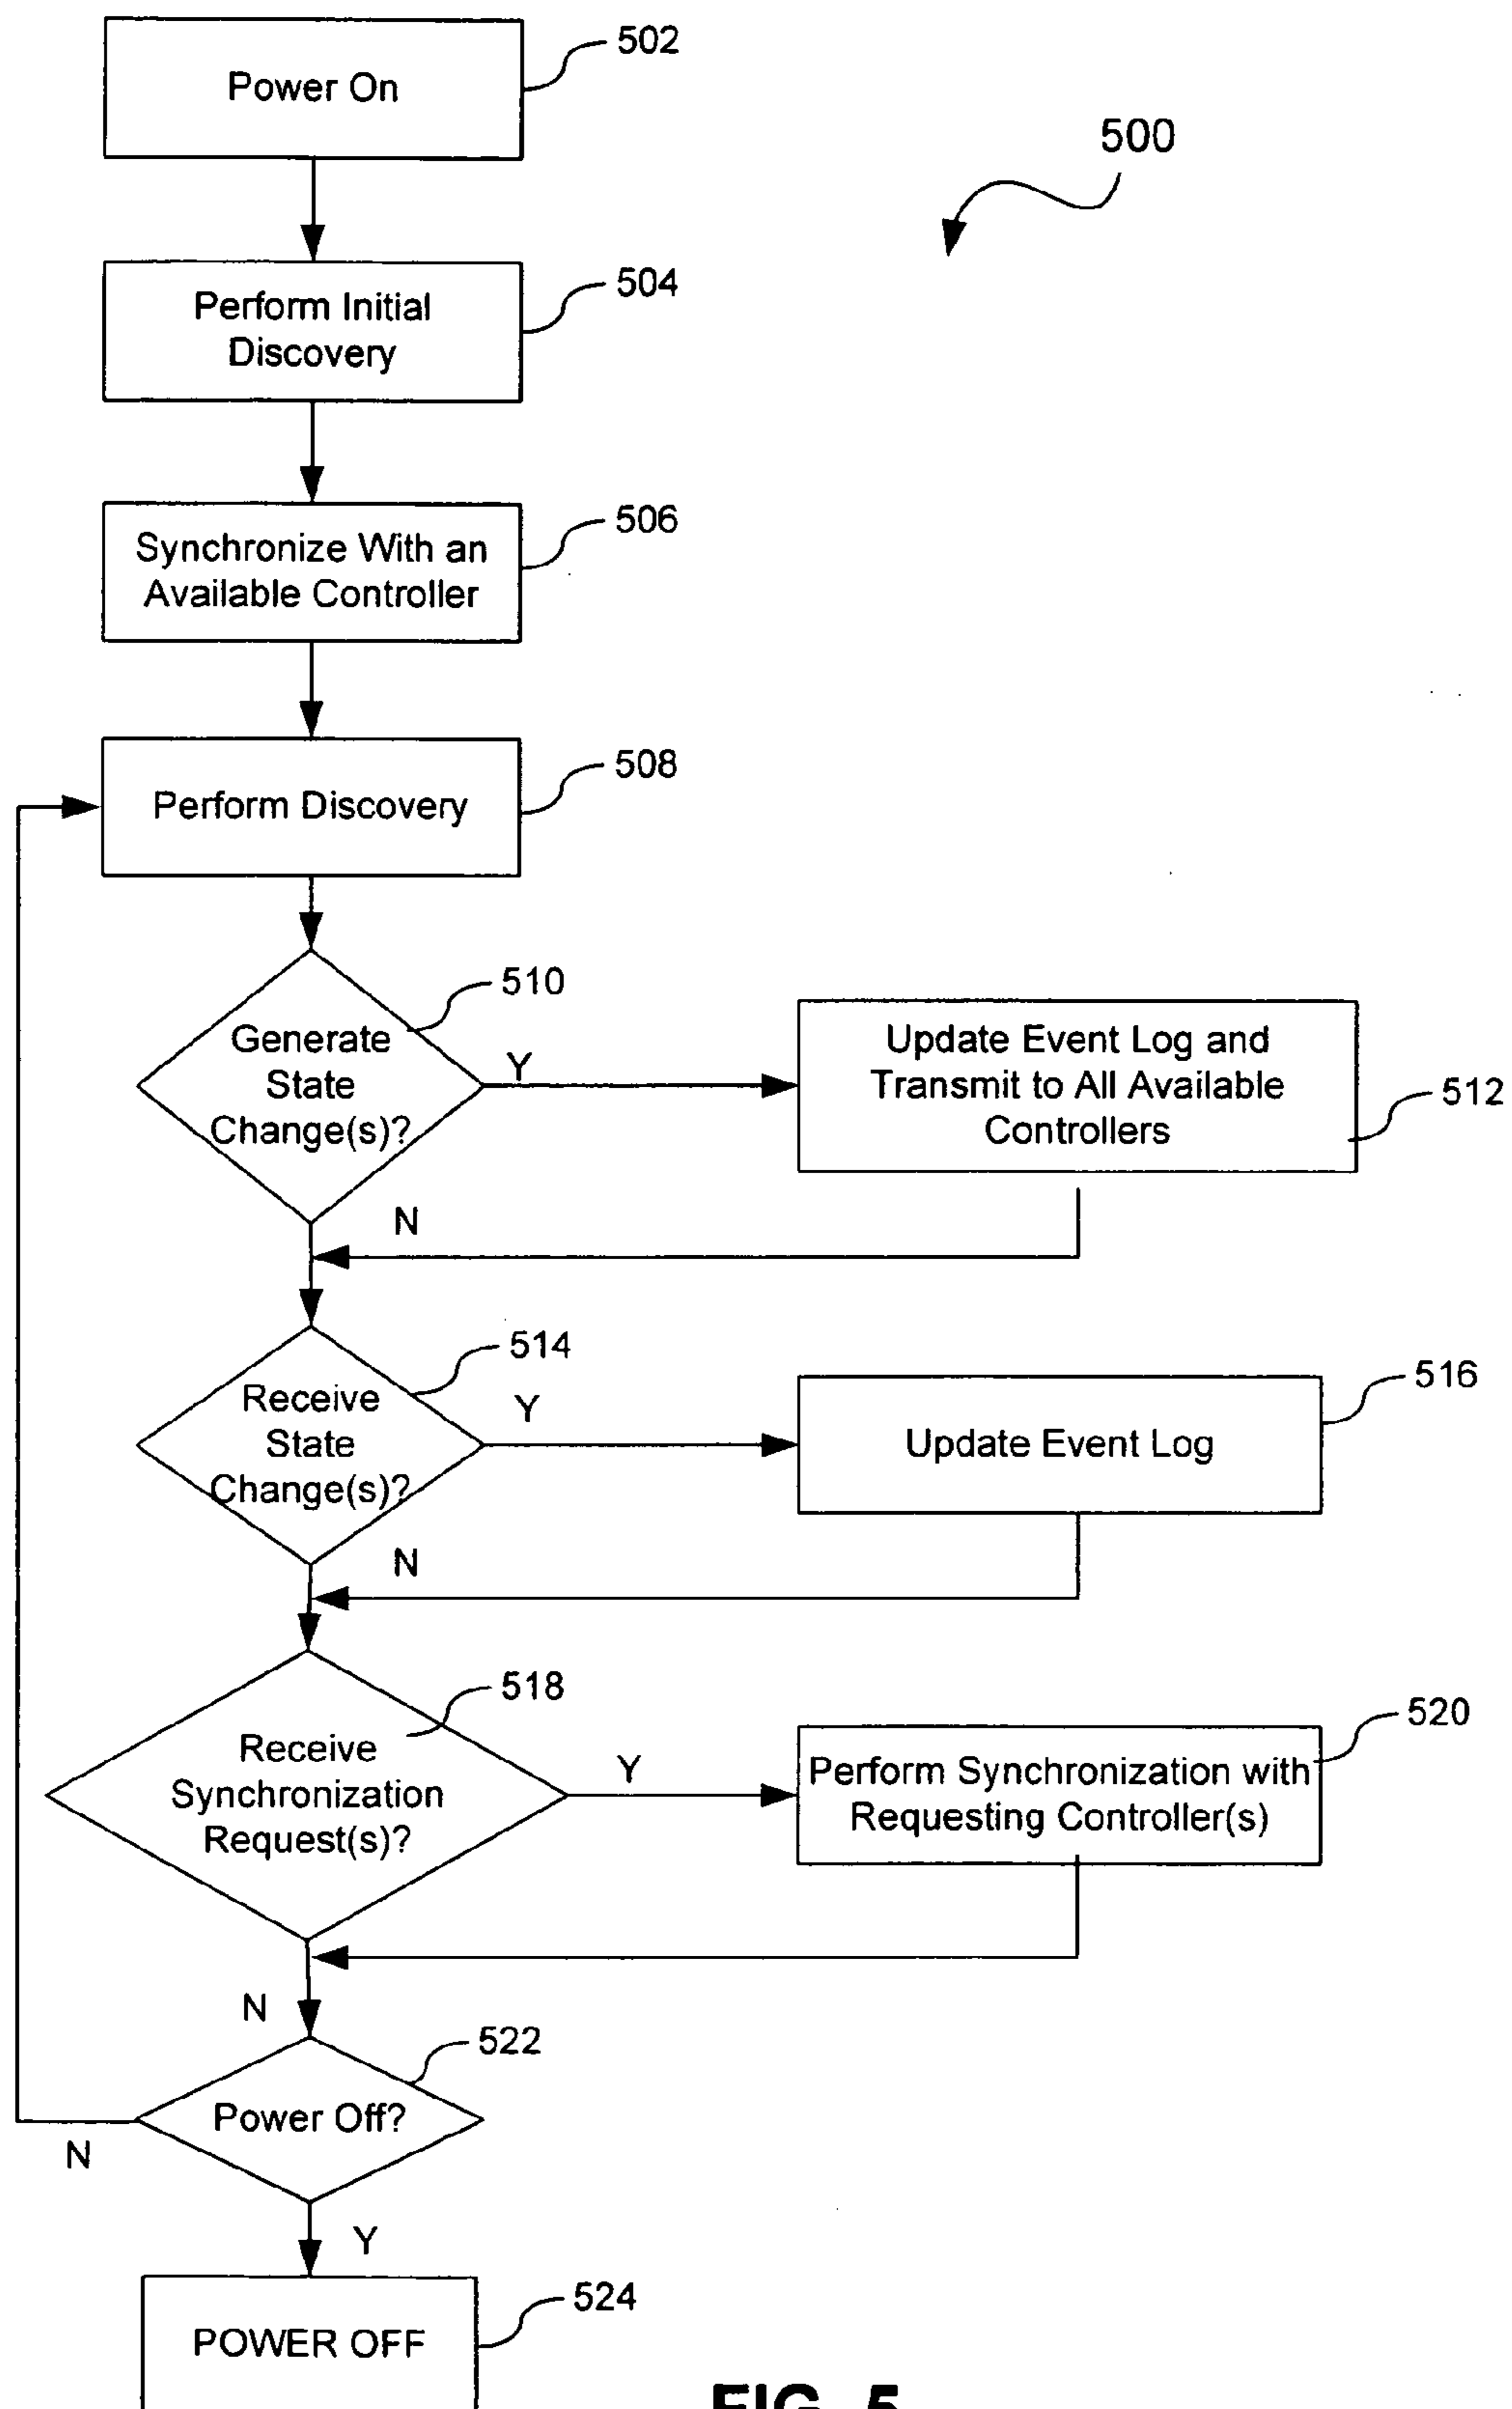 502
Power On
500
504
Perform Initial
Discovery
506
Synchronize With an
Available Controller
508
Perform Discovery
510
Generate
State
Change(s)?
Y
Update Event Log and
Transmit to All Available
Controllers
512
N
514
Receive
State
Change(s)?
Y
516
Update Event Log
N
518
Receive
Synchronization
Request(s)?
Y
520
Perform Synchronization with
Requesting Controller(s)
N
522
Power Off?
N
Y
524
POWER OFF
FIG. 5